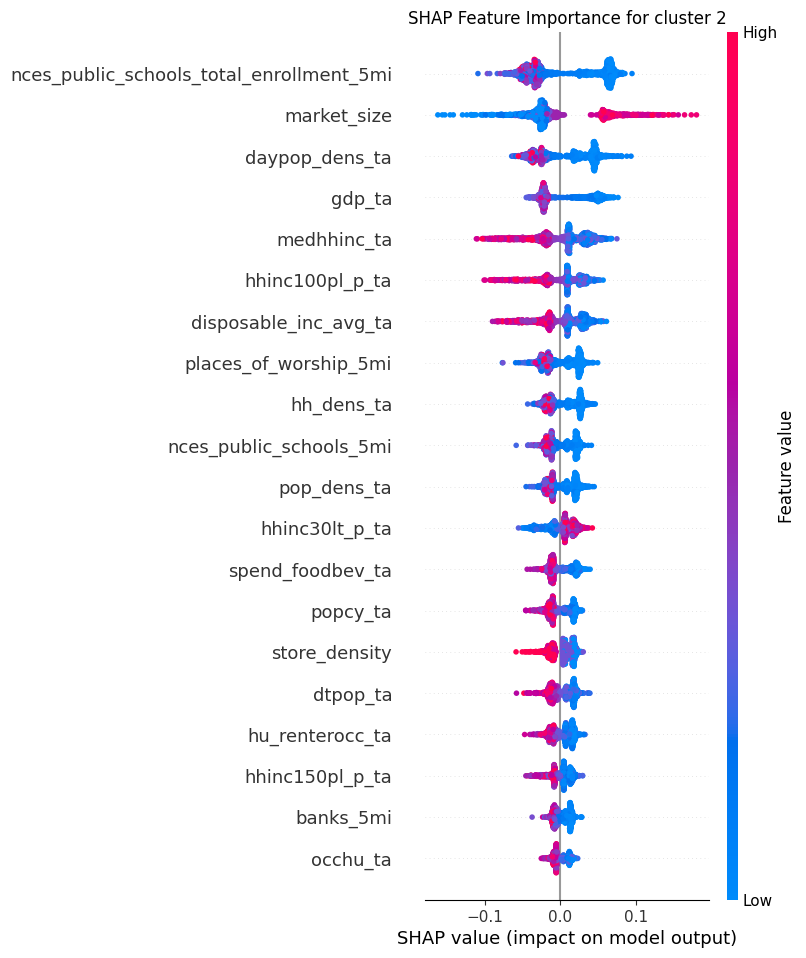 SHAP Feature Importance for cluster 2
High
nces_public_schools_total_enrollment_5mi
market_size
daypop_dens_ta
gdp_ta
medhhinc_ta
hhinc100pl_p_ta
disposable_inc_avg_ta
places_of_worship_5mi
hh_dens_ta
nces_public_schools_5mi
pop_dens_ta
hhinc30lt_p_ta
spend_foodbev_ta
popcy_ta
store_density
dtpop_ta
hu_renterocc_ta
hhinc150pl_p_ta
banks_5mi
occhu_ta
Feature value
Low
−0.1 0.0 0.1
SHAP value (impact on model output)